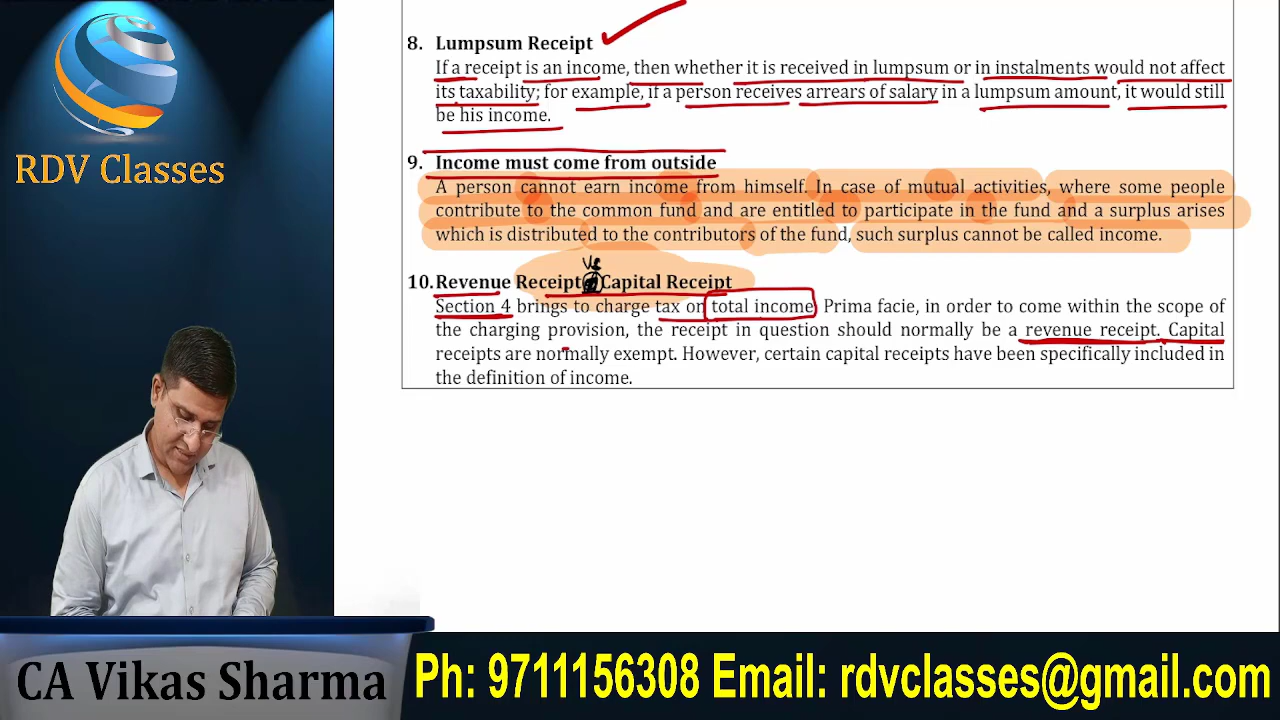 8. Lumpsum Receipt
If a receipt is an income, then whether it is received in lumpsum or in instalments would not affect
its taxability; for example, if a person receives arrears of salary in a lumpsum amount, it would still
be his income.
9. Income must come from outside
A person cannot earn income from himself. In case of mutual activities, where some people
contribute to the common fund and are entitled to participate in the fund and a surplus arises
which is distributed to the contributors of the fund, such surplus cannot be called income.
Vs
10. Revenue Receipt Capital Receipt
Section 4 brings to charge tax on total income. Prima facie, in order to come within the scope of
the charging provision, the receipt in question should normally be a revenue receipt. Capital
receipts are normally exempt. However, certain capital receipts have been specifically included in
the definition of income.
RDV Classes
CA Vikas Sharma
Ph: 9711156308 Email: rdvclasses@gmail.com